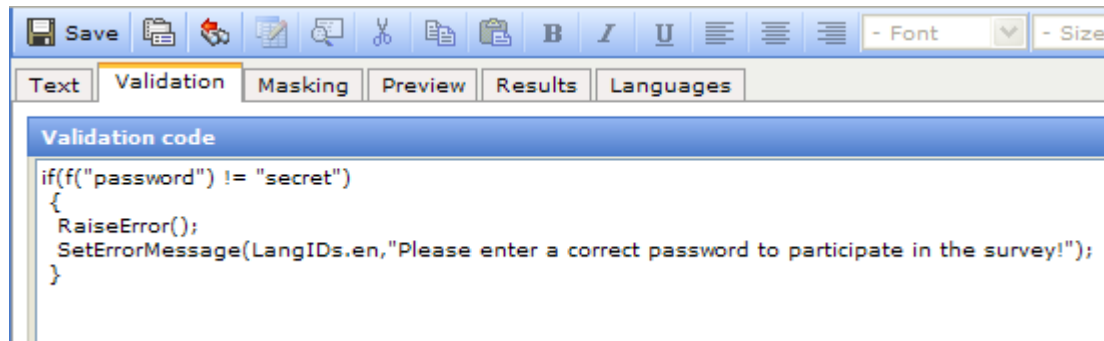 Save B I U - Font - Size
Text Validation Masking Preview Results Languages
Validation code
if(f("password") != "secret")
{
RaiseError();
SetErrorMessage(LangIDs.en,"Please enter a correct password to participate in the survey!");
}